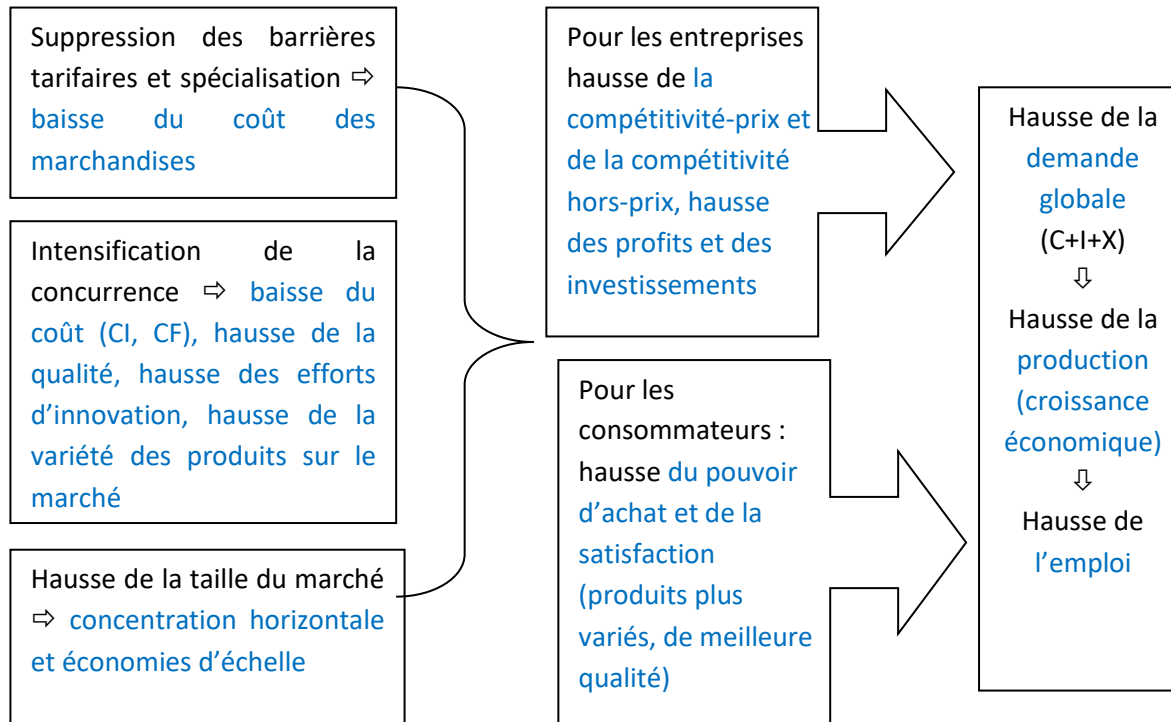 Suppression des barrières
tarifaires et spécialisation ⇨
baisse du coût des
marchandises
Intensification de la
concurrence ⇨ baisse du
coût (CI, CF), hausse de la
qualité, hausse des efforts
d’innovation, hausse de la
variété des produits sur le
marché
Hausse de la taille du marché
⇨ concentration horizontale
et économies d’échelle
Pour les entreprises
hausse de la
compétitivité-prix et
de la compétitivité
hors-prix, hausse
des profits et des
investissements
Pour les
consommateurs :
hausse du pouvoir
d’achat et de la
satisfaction
(produits plus
variés, de meilleure
qualité)
Hausse de la
demande
globale
(C+I+X)
⇩
Hausse de la
production
(croissance
économique)
⇩
Hausse de
l’emploi